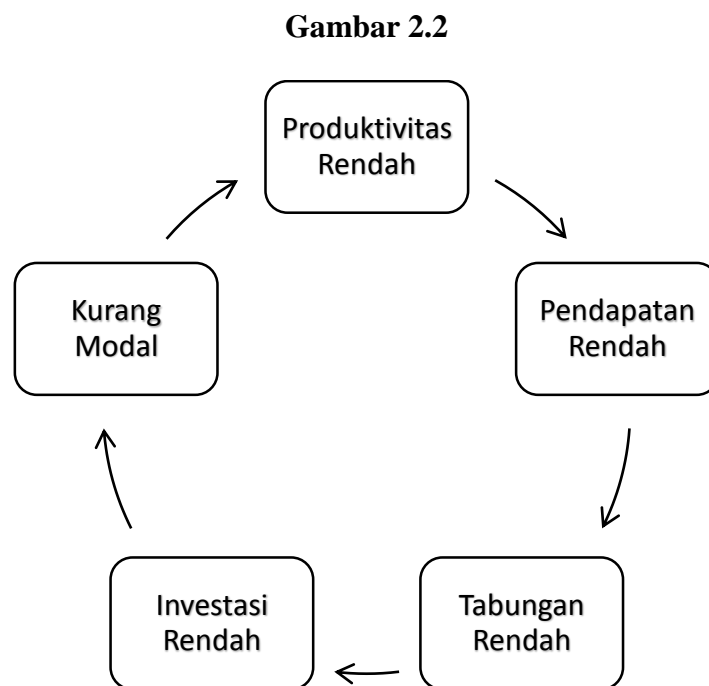 Gambar 2.2
Produktivitas
Rendah
Pendapatan
Rendah
Tabungan
Rendah
Investasi
Rendah
Kurang
Modal